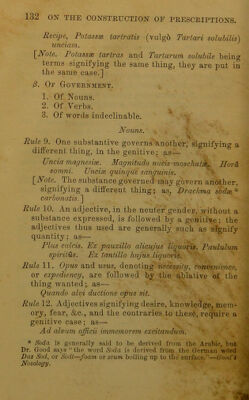 132 ON THE CONSTRUCTION OF PRESCRIPTIONS.
Recipe, Potassæ tartratis (vulgò Tartari solubilis)
unciam.
[Note. Potassæ tartras and Tartarum solubile being
terms signifying the same thing, they are put in
the same case.]
β. Of Government.
1. Of Nouns.
2. Of Verbs.
3. Of words indeclinable.
Nouns.
Rule 9. One substantive governs another, signifying a
different thing, in the genitive; as—
Uncia magnesiæ. Magnitudo nucis moschatæ. Horâ
somni. Unciæ quinque sanguinis.
[Note. The substance governed may govern another,
signifying a different thing; as, Drachma sodæ*
carbonatis.]
Rule 10. An adjective, in the neuter gender, without a
substance expressed, is followed by a genitive; the
adjectives thus used are generally such as signify
quantity; as—
Plus calcis. Ex pauxillo alicujus liquoris. Paululum
spiritûs. Ex tantillo hujus liquoris.
Rule 11. Opus and usus, denoting necessity, convenience,
or expediency, are followed by the ablative of the
thing wanted; as—
Quando alvi ductione opus sit.
Rule 12. Adjectives signifying desire, knowledge, mem-
ory, fear, &c., and the contraries to these, require a
genitive case; as—
Ad alvum officii immemorem excitandum.
* Soda is generally said to be derived from the Arabic, but
Dr. Good says "the word Soda is derived from the German word
Das Sod, or Sodt—foam or scum boiling up to the surface."—Good's
Nosology.